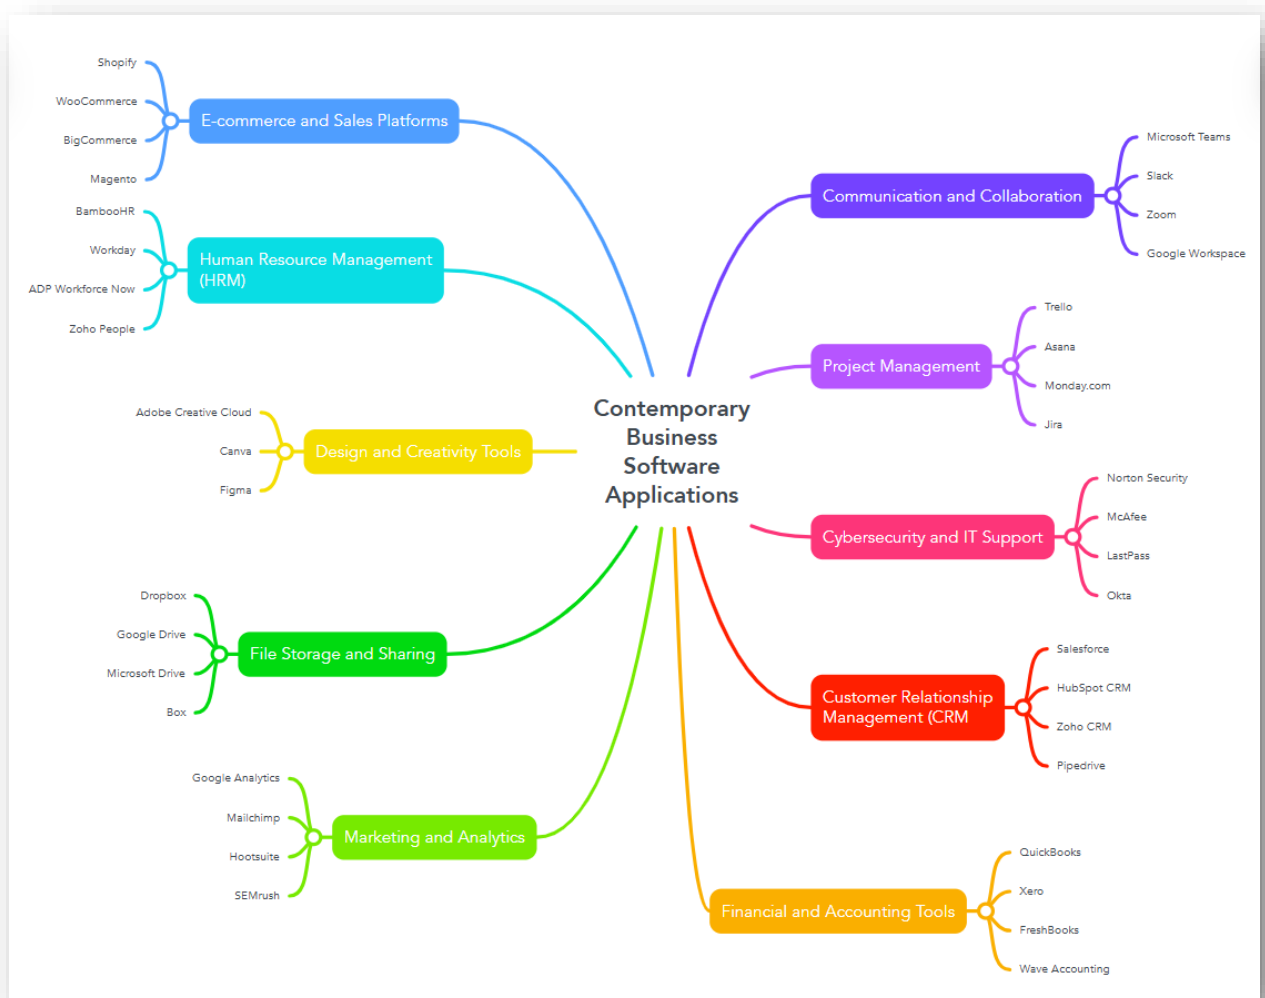 Contemporary
Business
Software
Applications
Communication and Collaboration
Microsoft Teams
Slack
Zoom
Google Workspace
Project Management
Trello
Asana
Monday.com
Jira
Cybersecurity and IT Support
Norton Security
McAfee
LastPass
Okta
Customer Relationship
Management (CRM
Salesforce
HubSpot CRM
Zoho CRM
Pipedrive
Financial and Accounting Tools
QuickBooks
Xero
FreshBooks
Wave Accounting
Marketing and Analytics
Google Analytics
Mailchimp
Hootsuite
SEMrush
File Storage and Sharing
Dropbox
Google Drive
Microsoft Drive
Box
Design and Creativity Tools
Adobe Creative Cloud
Canva
Figma
Human Resource Management
(HRM)
BambooHR
Workday
ADP Workforce Now
Zoho People
E-commerce and Sales Platforms
Shopify
WooCommerce
BigCommerce
Magento